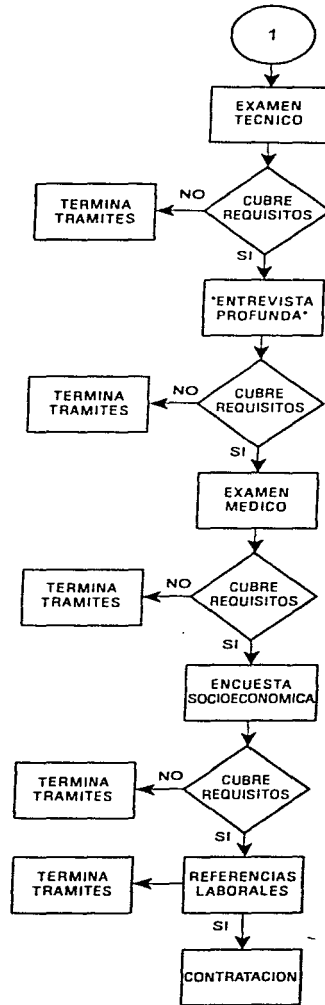 1
EXAMEN
TECNICO
NO
TERMINA
TRAMITES
CUBRE
REQUISITOS
SI
"ENTREVISTA
PROFUNDA"
NO
TERMINA
TRAMITES
CUBRE
REQUISITOS
SI
EXAMEN
MEDICO
NO
TERMINA
TRAMITES
CUBRE
REQUISITOS
SI
ENCUESTA
SOCIOECONOMICA
NO
TERMINA
TRAMITES
CUBRE
REQUISITOS
SI
TERMINA
TRAMITES
REFERENCIAS
LABORALES
SI
CONTRATACION